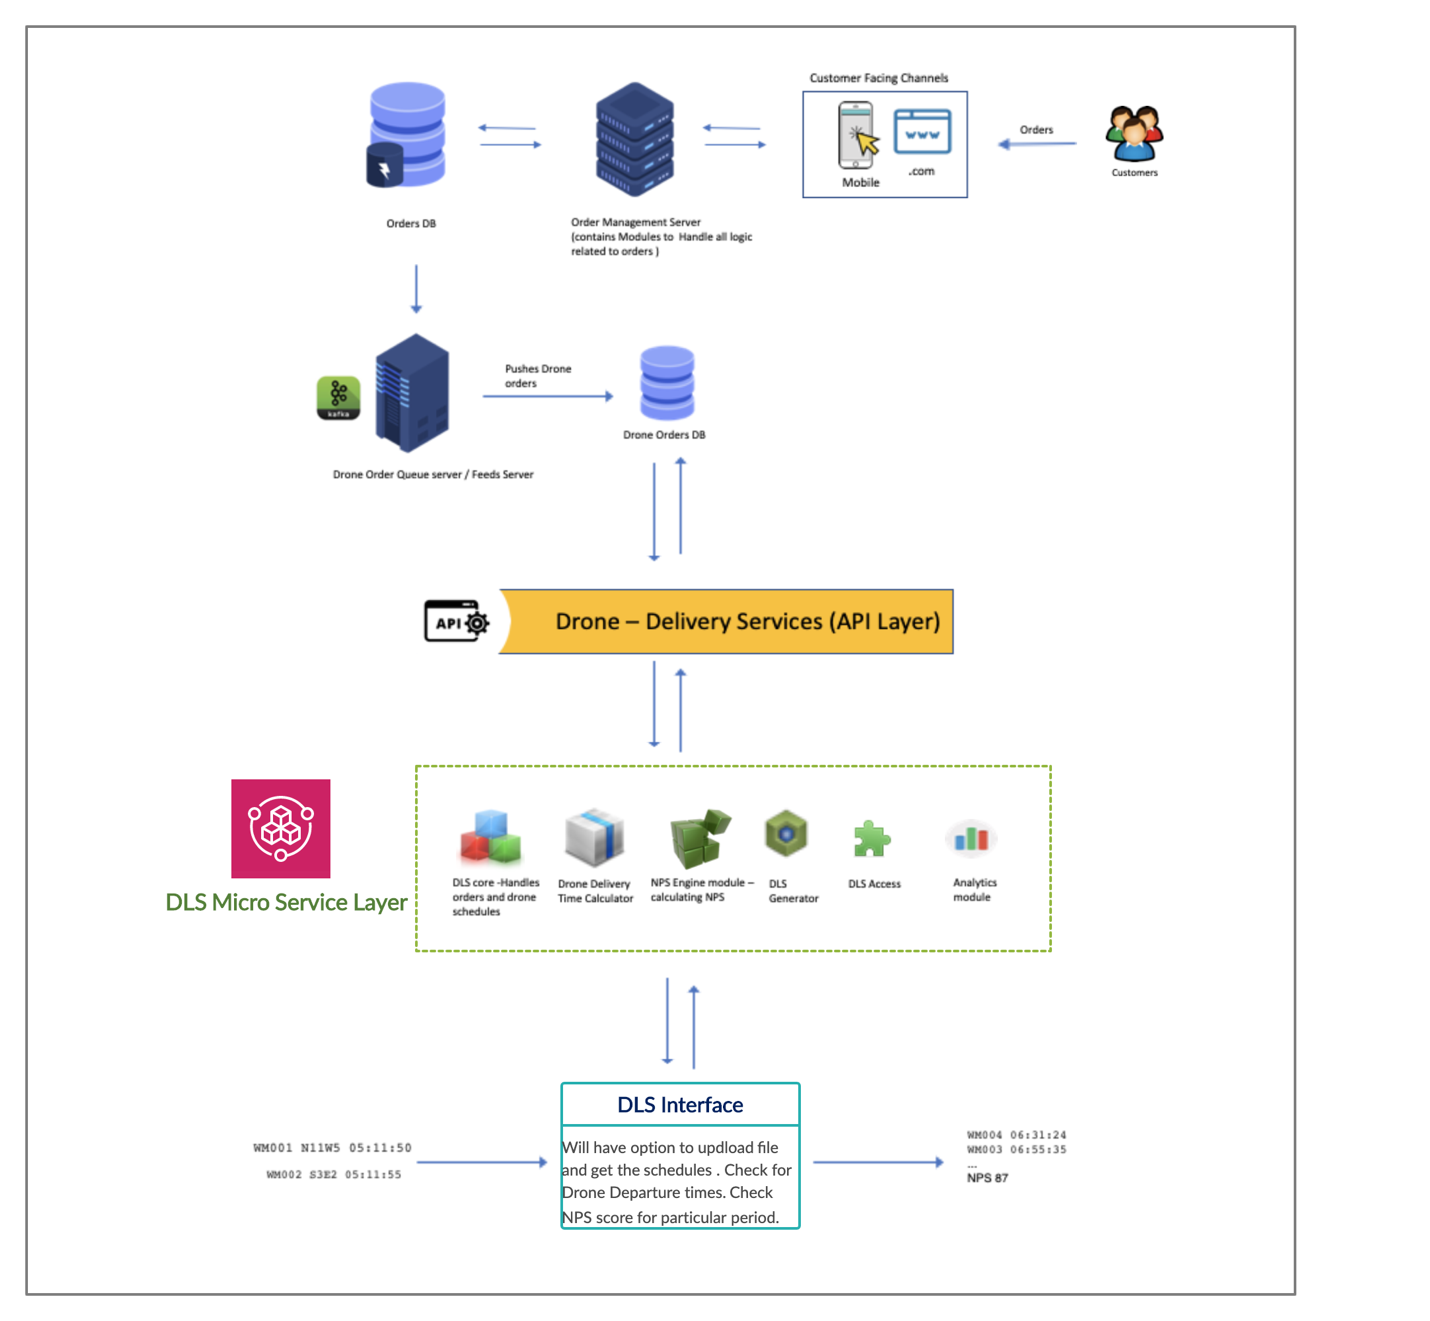 Customer Facing Channels
Mobile
www
.com
Orders
Customers
Orders DB
Order Management Server
(contains Modules to Handle all logic
related to orders )
kafka
Pushes Drone
orders
Drone Orders DB
Drone Order Queue server / Feeds Server
API
Drone – Delivery Services (API Layer)
DLS Micro Service Layer
DLS core -Handles
orders and drone
schedules
Drone Delivery
Time Calculator
NPS Engine module –
calculating NPS
DLS
Generator
DLS Access
Analytics
module
DLS Interface
Will have option to updload file
and get the schedules . Check for
Drone Departure times. Check
NPS score for particular period.
WM001 N11W5 05:11:50
WM002 S3E2 05:11:55
WM004 06:31:24
WM003 06:55:35
...
NPS 87